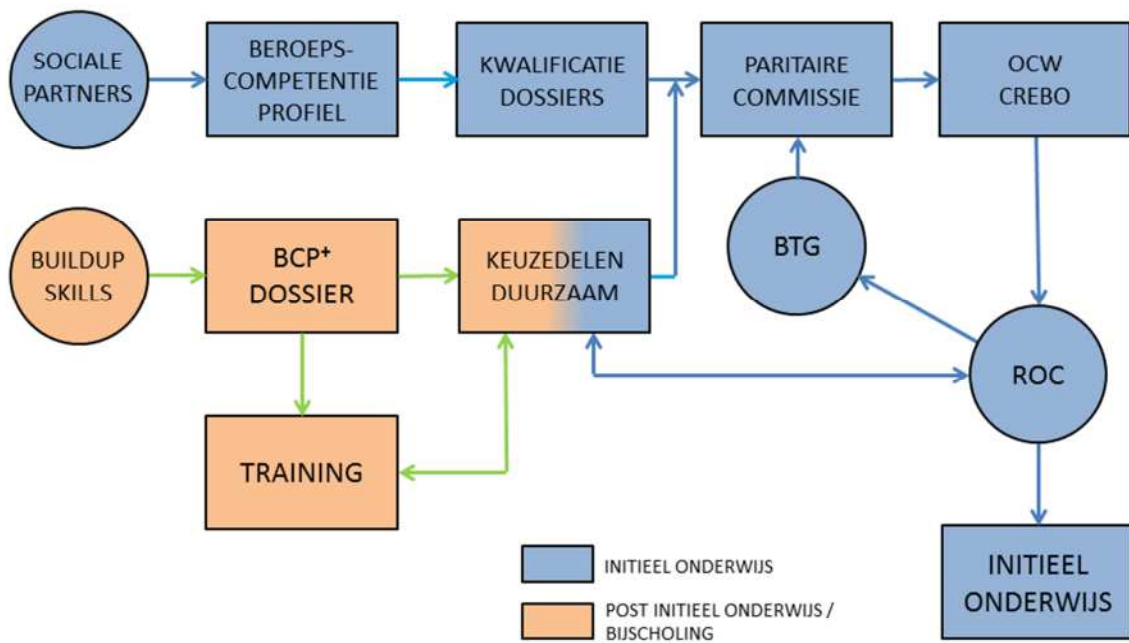 SOCIALE
PARTNERS
BEROEPS-
COMPETENTIE
PROFIEL
KWALIFICATIE
DOSSIERS
PARITAIRE
COMMISSIE
OCW
CREBO
BUILDUP
SKILLS
BCP⁺
DOSSIER
KEUZEDELEN
DUURZAAM
BTG
ROC
TRAINING
INITIEEL
ONDERWIJS
INITIEEL ONDERWIJS
POST INITIEEL ONDERWIJS /
BIJSCHOLING